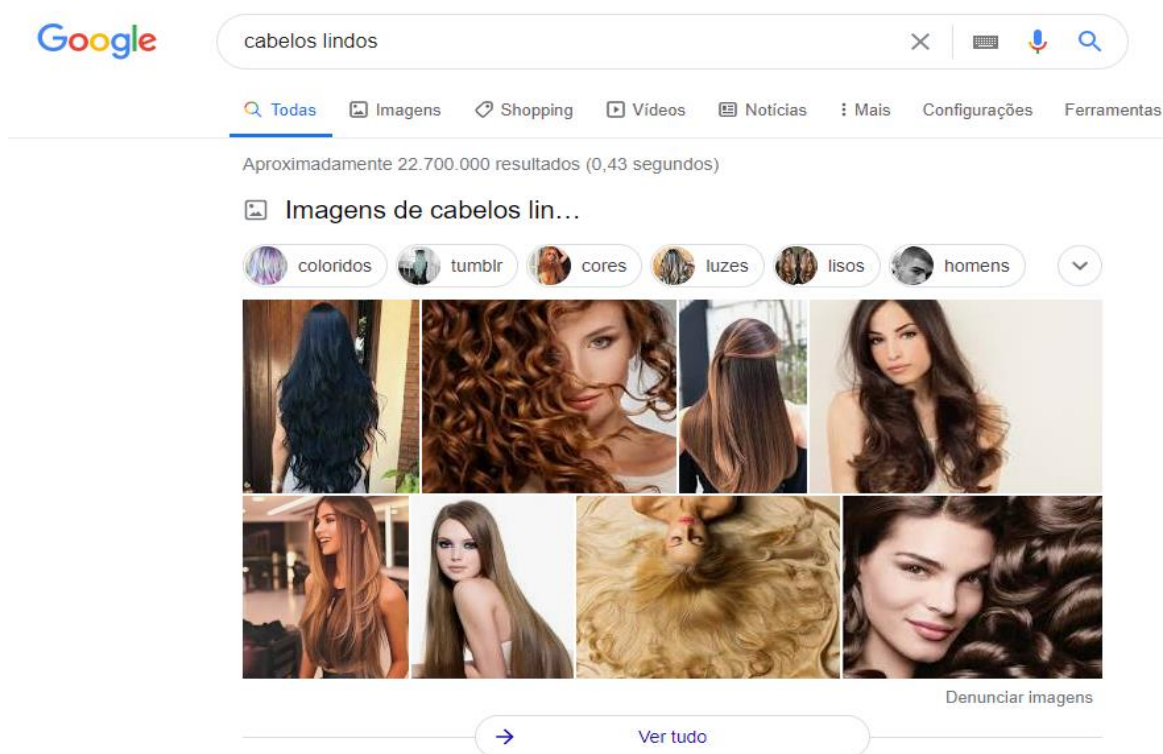 Google
cabelos lindos
Todas Imagens Shopping Vídeos Notícias Mais Configurações Ferramentas
Aproximadamente 22.700.000 resultados (0,43 segundos)
Imagens de cabelos lin...
coloridos tumblr cores luzes lisos homens
Denunciar imagens
Ver tudo